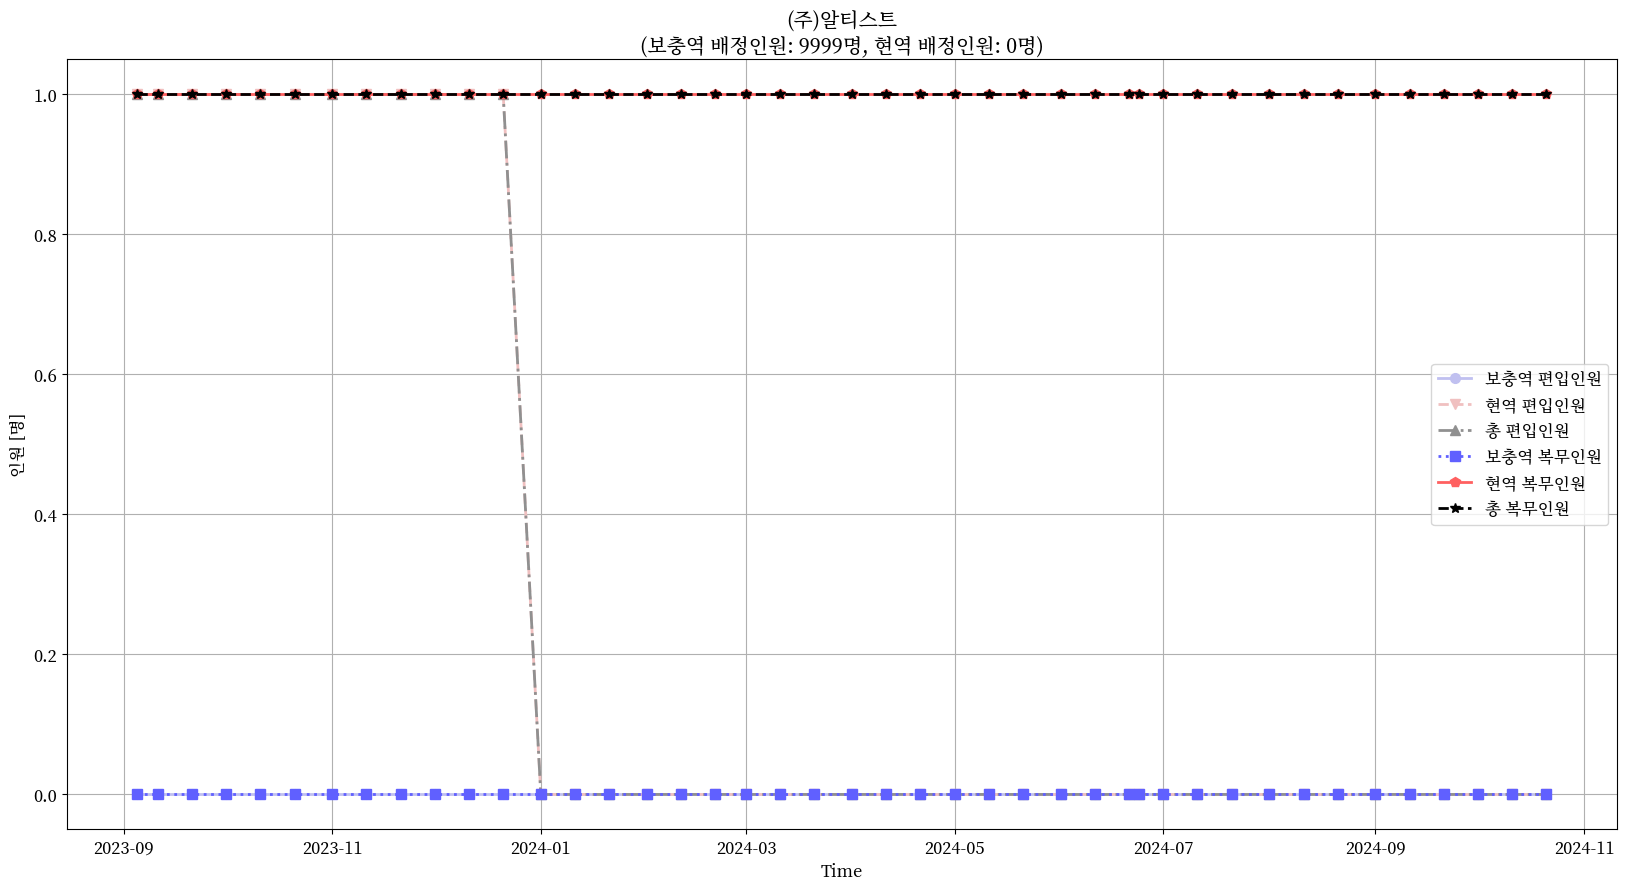 (주)알티스트
(보충역 배정인원: 9999명, 현역 배정인원: 0명)
인원 [명]
1.0
0.8
0.6
0.4
0.2
0.0
보충역 편입인원
현역 편입인원
총 편입인원
보충역 복무인원
현역 복무인원
총 복무인원
2023-09 2023-11 2024-01 2024-03 2024-05 2024-07 2024-09 2024-11
Time